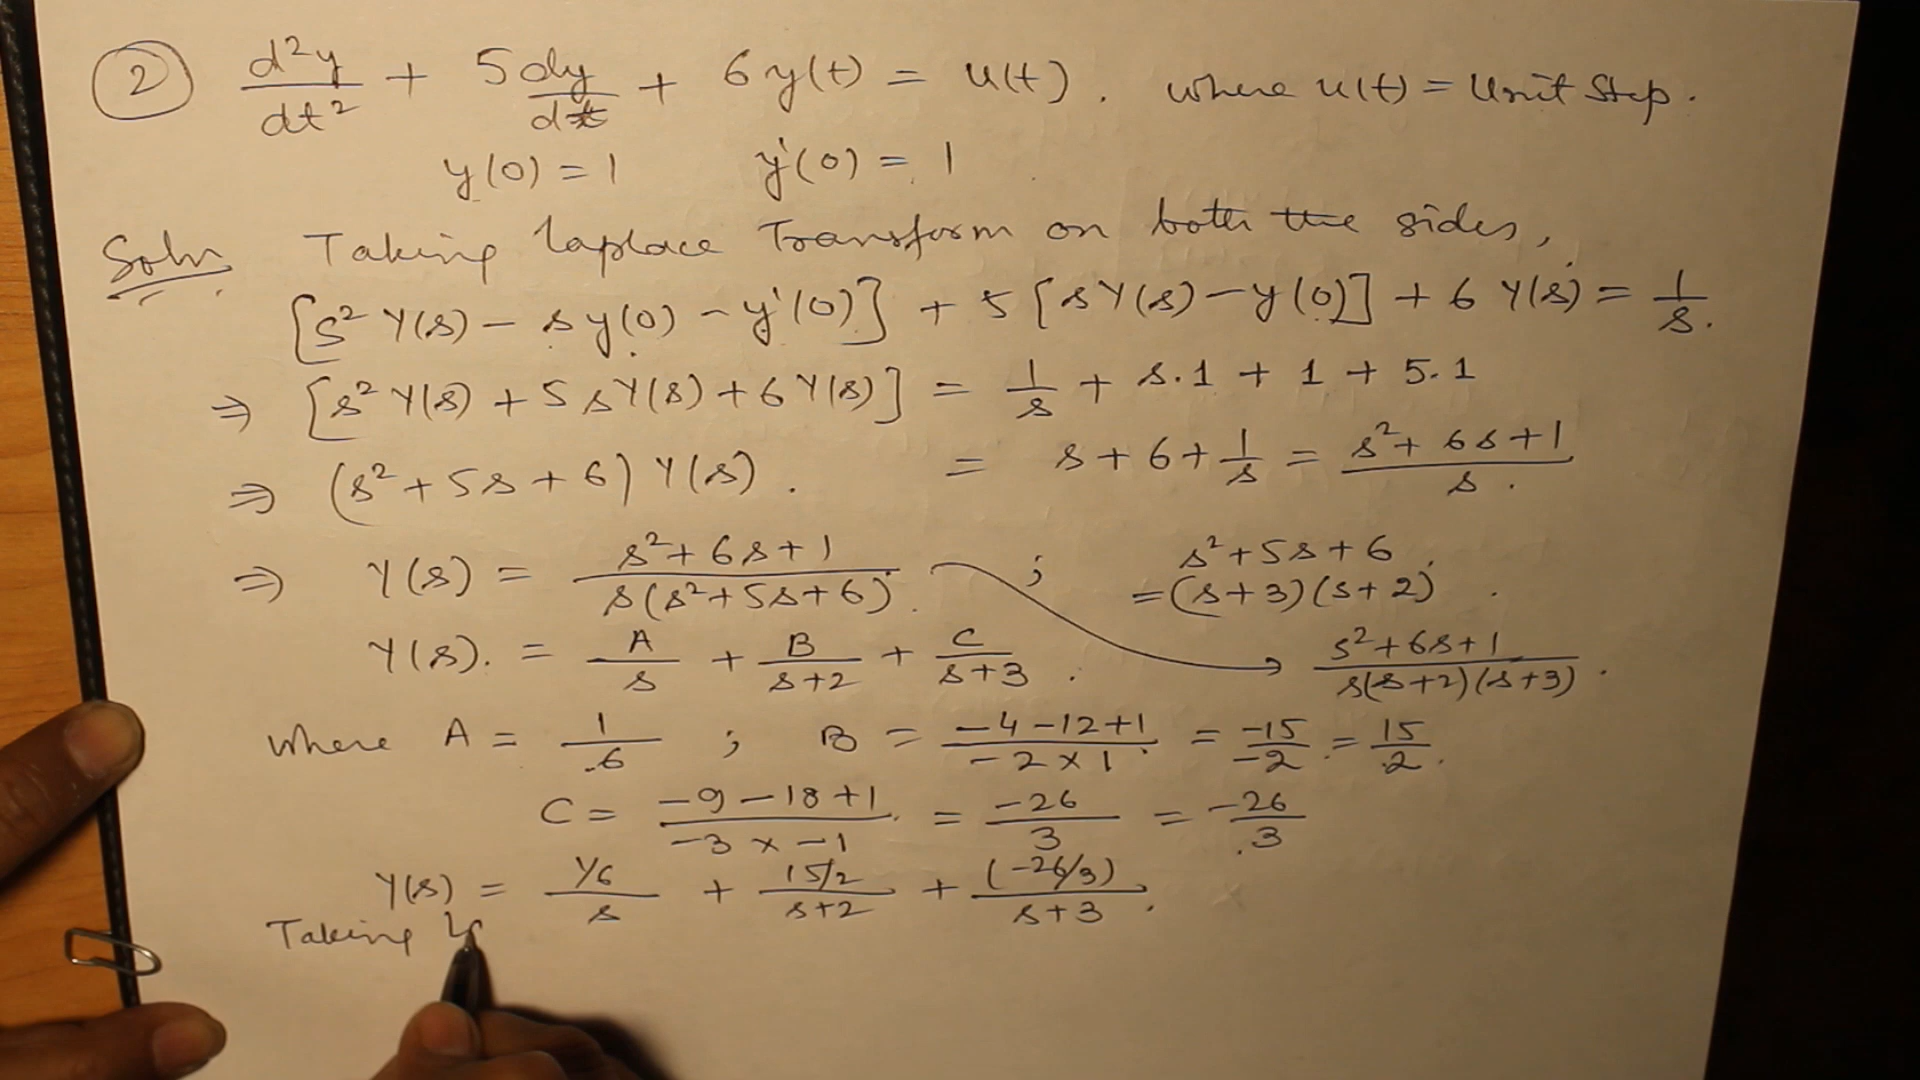 ② d²y/dt² + 5dy/dt + 6y(t) = u(t). where u(t) = Unit Step.
y(0) = 1 y'(0) = 1
Soln Taking Laplace Transform on both the sides,
[s² Y(s) - s y(0) - y'(0)] + 5 [sY(s) - y(0)] + 6 Y(s) = 1/s.
⇒ [s² Y(s) + 5 s Y(s) + 6 Y(s)] = 1/s + s.1 + 1 + 5.1
⇒ (s² + 5s + 6) Y(s). = s + 6 + 1/s = (s² + 6s + 1)/s.
⇒ Y(s) = (s² + 6s + 1)/(s(s² + 5s + 6)). ; s² + 5s + 6
= (s+3)(s+2).
Y(s). = A/s + B/(s+2) + C/(s+3). → (s² + 6s + 1)/(s(s+2)(s+3)).
where A = 1/6 ; B = (-4-12+1)/(-2×1) = -15/-2 = 15/2.
C = (-9-18+1)/(-3×-1) = -26/3 = -26/3
Y(s) = (1/6)/s + (15/2)/(s+2) + (-26/3)/(s+3).
Taking